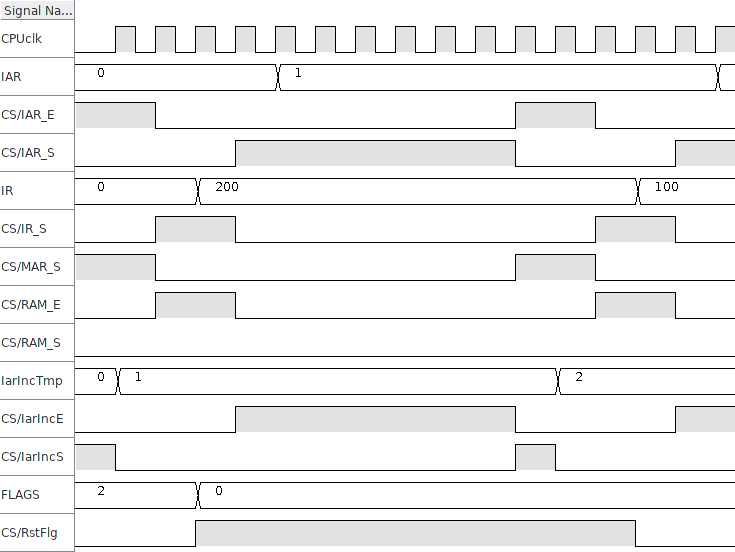 Signal Na...
CPUclk
IAR 0 1
CS/IAR_E
CS/IAR_S
IR 0 200 100
CS/IR_S
CS/MAR_S
CS/RAM_E
CS/RAM_S
IarIncTmp 0 1 2
CS/IarIncE
CS/IarIncS
FLAGS 2 0
CS/RstFlg